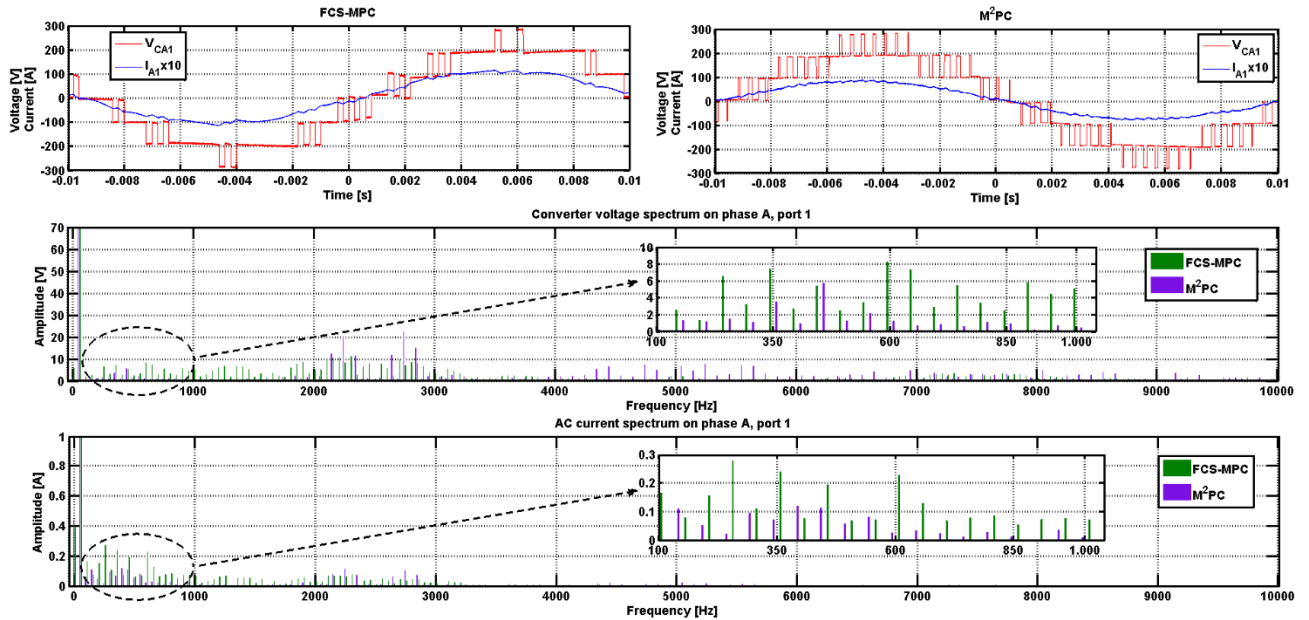 FCS-MPC
V_CA1
I_A1x10
Voltage [V]
Current [A]
300
200
100
0
-100
-200
-300
-0.01 -0.008 -0.006 -0.004 -0.002 0 0.002 0.004 0.006 0.008 0.01
Time [s]
M²PC
V_CA1
I_A1x10
Voltage [V]
Current [A]
300
200
100
0
-100
-200
-300
-0.01 -0.008 -0.006 -0.004 -0.002 0 0.002 0.004 0.006 0.008 0.01
Time [s]
Converter voltage spectrum on phase A, port 1
Amplitude [V]
70
60
50
40
30
20
10
0
10
8
6
4
2
0
100 350 600 850 1.000
FCS-MPC
M²PC
0 1000 2000 3000 4000 5000 6000 7000 8000 9000 10000
Frequency [Hz]
AC current spectrum on phase A, port 1
Amplitude [A]
1
0.8
0.6
0.4
0.2
0
0.3
0.2
0.1
0
100 350 600 850 1.000
FCS-MPC
M²PC
0 1000 2000 3000 4000 5000 6000 7000 8000 9000 10000
Frequency [Hz]